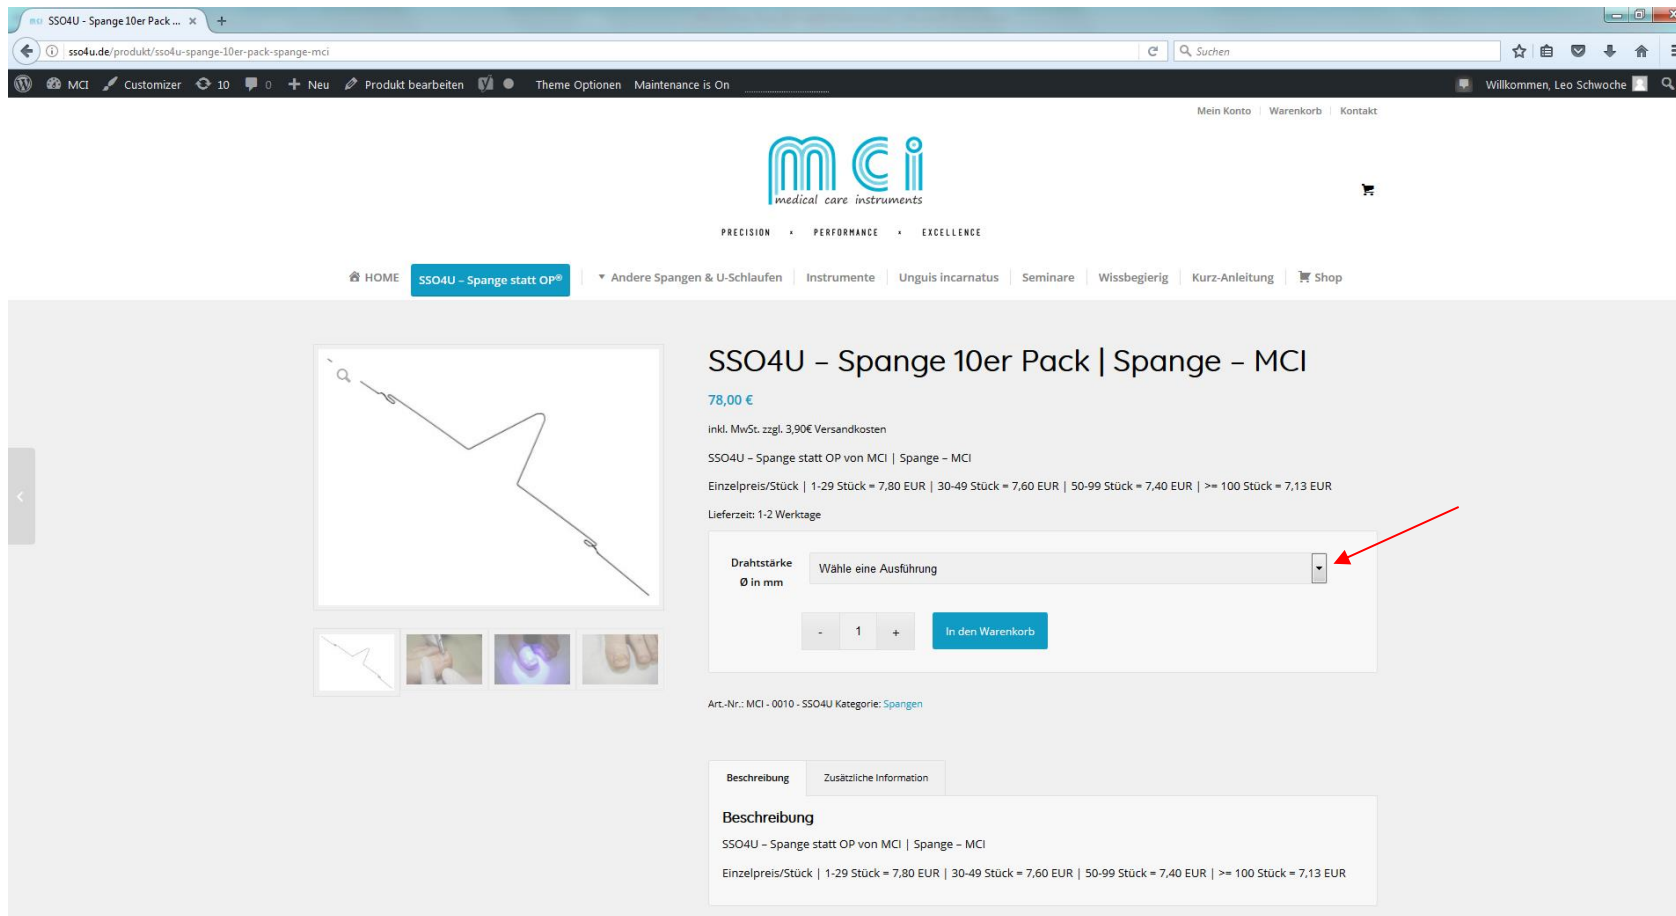 SSO4U - Spange 10er Pack ...
sso4u.de/produkt/sso4u-spange-10er-pack-spange-mci
Suchen
MCI Customizer 10 0 Neu Produkt bearbeiten Theme Optionen Maintenance is On
Willkommen, Leo Schwoche
Mein Konto Warenkorb Kontakt
mci
medical care instruments
PRECISION × PERFORMANCE × EXCELLENCE
HOME SSO4U – Spange statt OP® Andere Spangen & U-Schlaufen Instrumente Unguis incarnatus Seminare Wissbegierig Kurz-Anleitung Shop
SSO4U – Spange 10er Pack | Spange – MCI
78,00 €
inkl. MwSt. zzgl. 3,90€ Versandkosten
SSO4U – Spange statt OP von MCI | Spange – MCI
Einzelpreis/Stück | 1-29 Stück = 7,80 EUR | 30-49 Stück = 7,60 EUR | 50-99 Stück = 7,40 EUR | >= 100 Stück = 7,13 EUR
Lieferzeit: 1-2 Werktage
Drahtstärke
Ø in mm
Wähle eine Ausführung
- 1 +
In den Warenkorb
Art.-Nr.: MCI - 0010 - SSO4U Kategorie: Spangen
Beschreibung Zusätzliche Information
Beschreibung
SSO4U – Spange statt OP von MCI | Spange – MCI
Einzelpreis/Stück | 1-29 Stück = 7,80 EUR | 30-49 Stück = 7,60 EUR | 50-99 Stück = 7,40 EUR | >= 100 Stück = 7,13 EUR